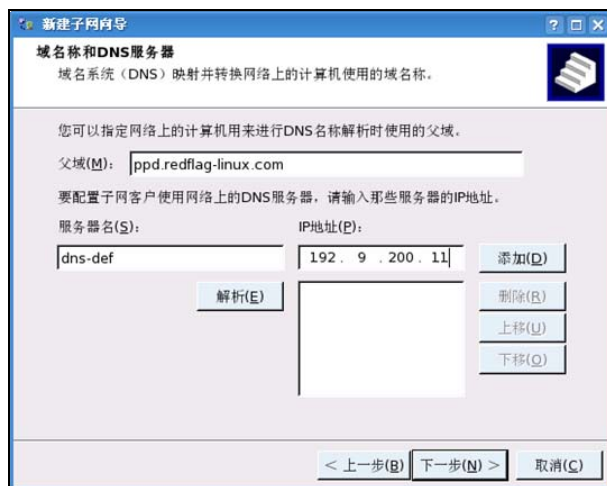 新建子网向导
域名称和DNS服务器
域名系统（DNS）映射并转换网络上的计算机使用的域名称。
您可以指定网络上的计算机用来进行DNS名称解析时使用的父域。
父域(M)： ppd.redflag-linux.com
要配置子网客户使用网络上的DNS服务器，请输入那些服务器的IP地址。
服务器名(S)： IP地址(P)：
dns-def 192 . 9 .200 . 11 添加(D)
解析(E) 删除(R)
上移(U)
下移(O)
< 上一步(B) 下一步(N) > 取消(C)